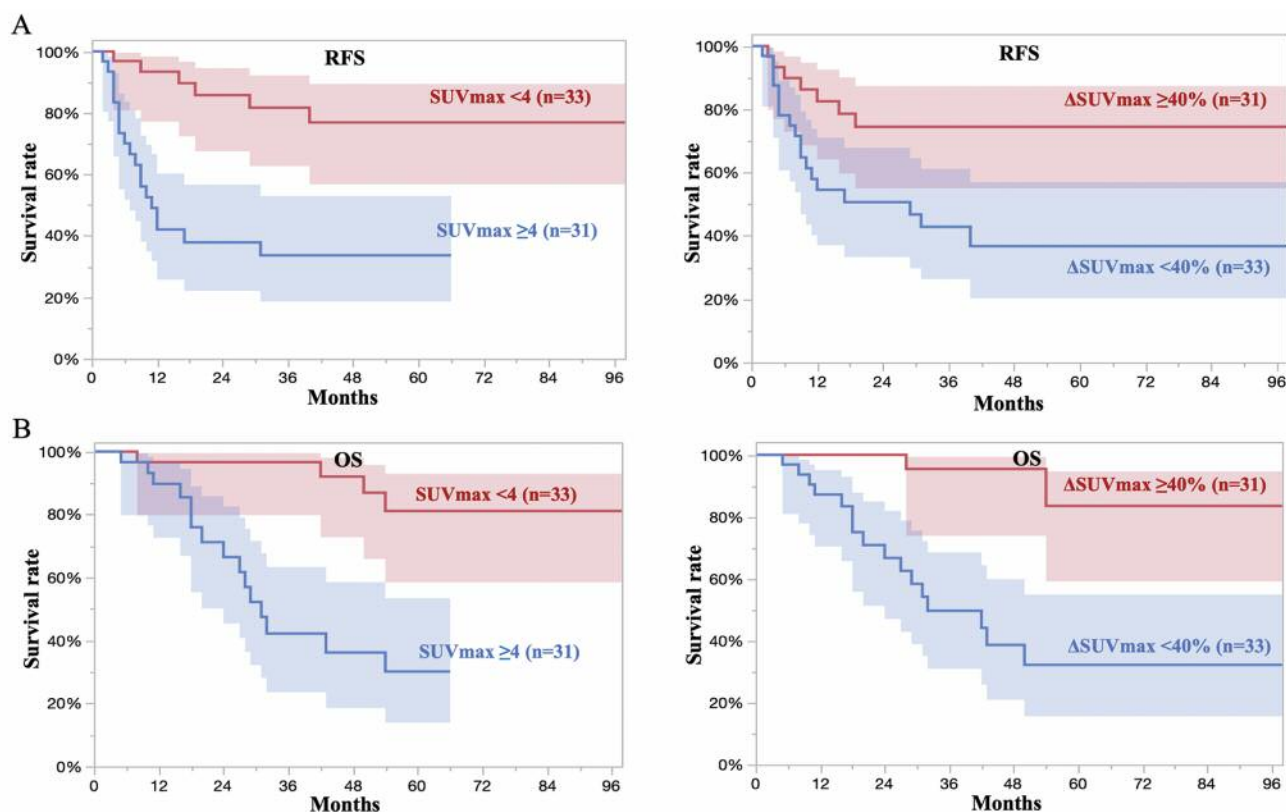 A
RFS
SUVmax <4 (n=33)
SUVmax ≥4 (n=31)
Survival rate
100%
80%
60%
40%
20%
0%
0 12 24 36 48 60 72 84 96
Months
RFS
ΔSUVmax ≥40% (n=31)
ΔSUVmax <40% (n=33)
Survival rate
100%
80%
60%
40%
20%
0%
0 12 24 36 48 60 72 84 96
Months
B
OS
SUVmax <4 (n=33)
SUVmax ≥4 (n=31)
Survival rate
100%
80%
60%
40%
20%
0%
0 12 24 36 48 60 72 84 96
Months
OS
ΔSUVmax ≥40% (n=31)
ΔSUVmax <40% (n=33)
Survival rate
100%
80%
60%
40%
20%
0%
0 12 24 36 48 60 72 84 96
Months